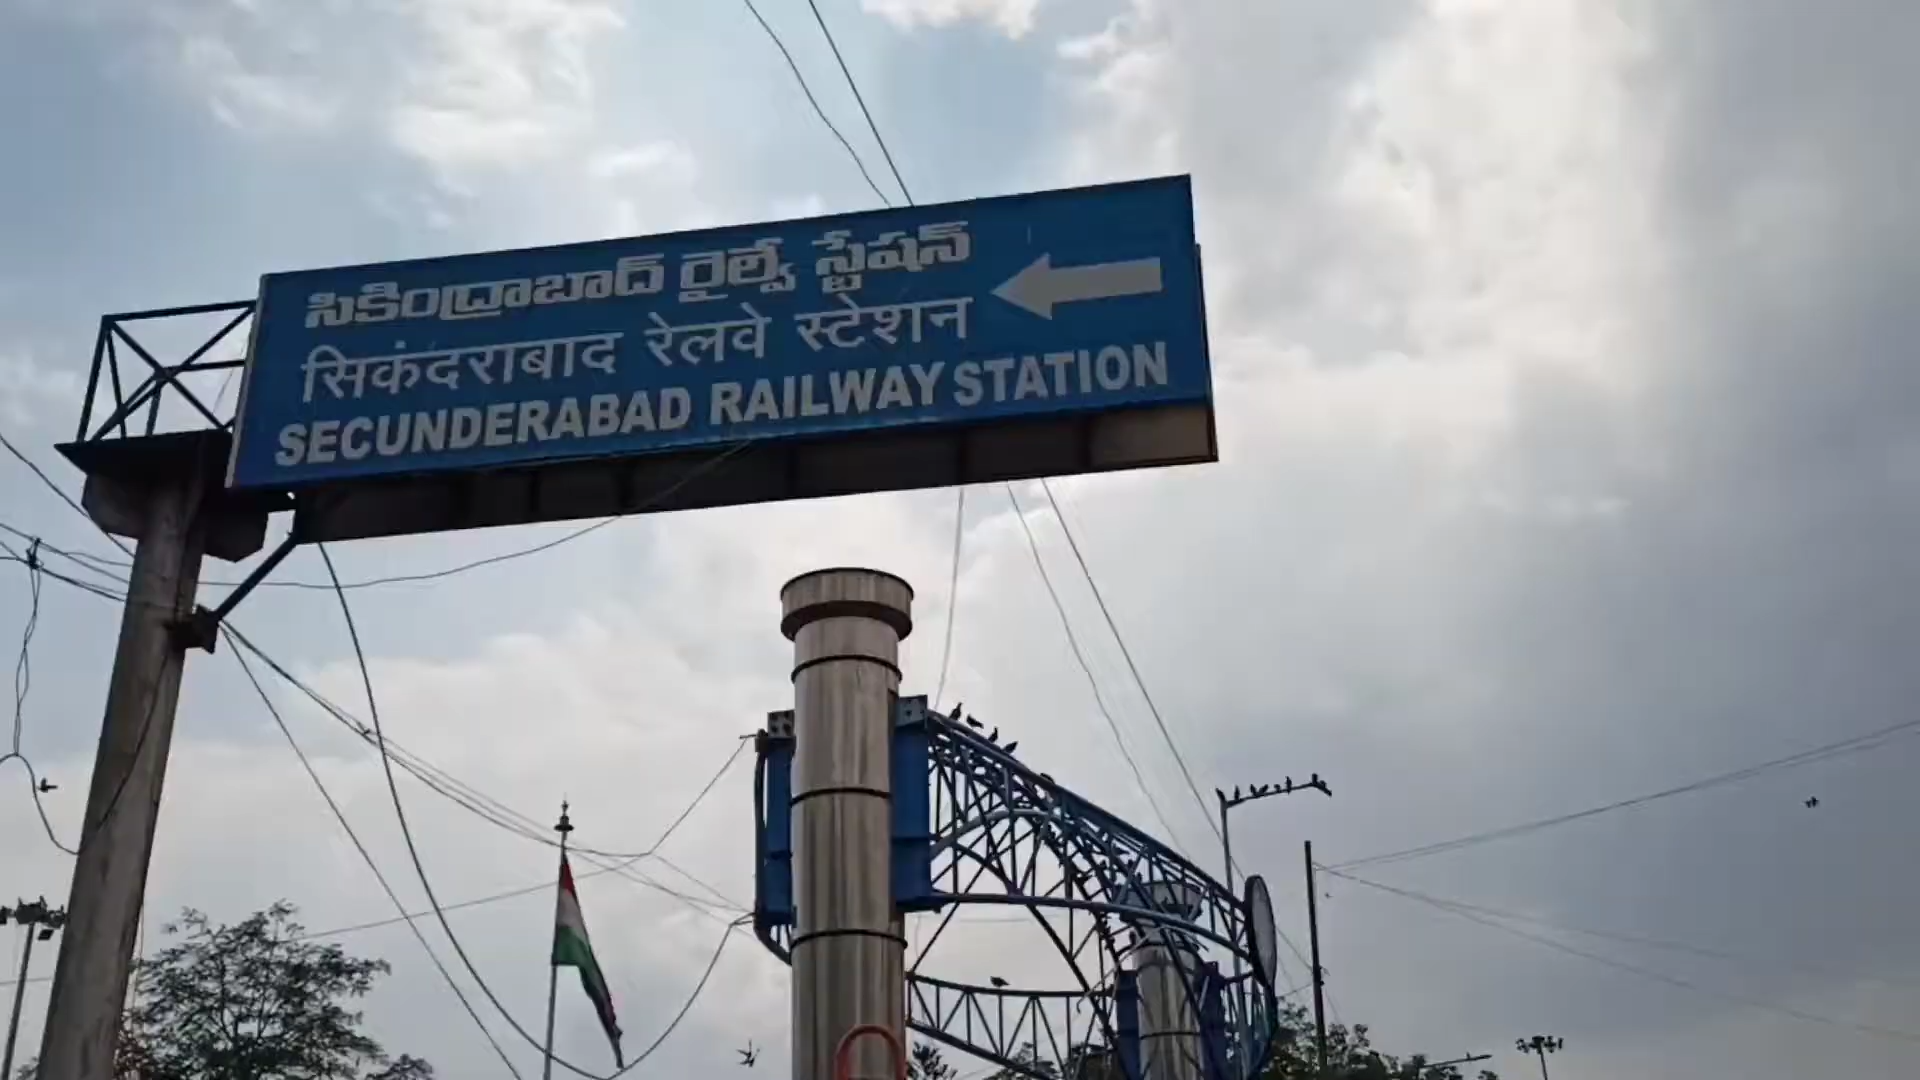 సికింద్రాబాద్ రైల్వే స్టేషన్
सिकंदराबाद रेलवे स्टेशन
SECUNDERABAD RAILWAY STATION